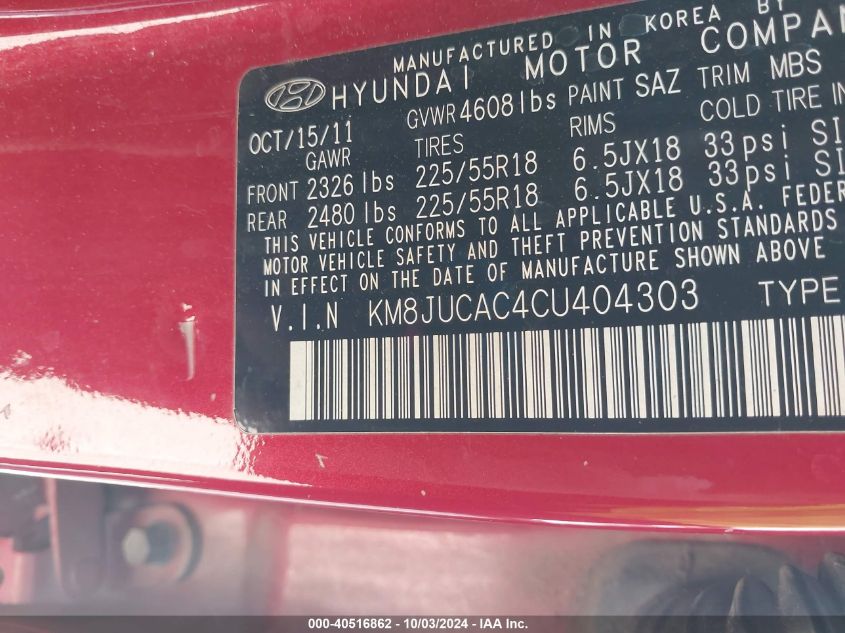 MANUFACTURED IN KOREA BY
HYUNDAI MOTOR COMPAN
OCT/15/11 GVWR 4608 lbs PAINT SAZ TRIM MBS
GAWR TIRES RIMS COLD TIRE IN
FRONT 2326 lbs 225/55R18 6.5JX18 33 psi SI
REAR 2480 lbs 225/55R18 6.5JX18 33 psi SI
THIS VEHICLE CONFORMS TO ALL APPLICABLE U.S.A. FEDER
MOTOR VEHICLE SAFETY AND THEFT PREVENTION STANDARDS
IN EFFECT ON THE DATE OF MANUFACTURE SHOWN ABOVE
V.I.N KM8JUCAC4CU404303 TYPE
000-40516862 - 10/03/2024 - IAA Inc.